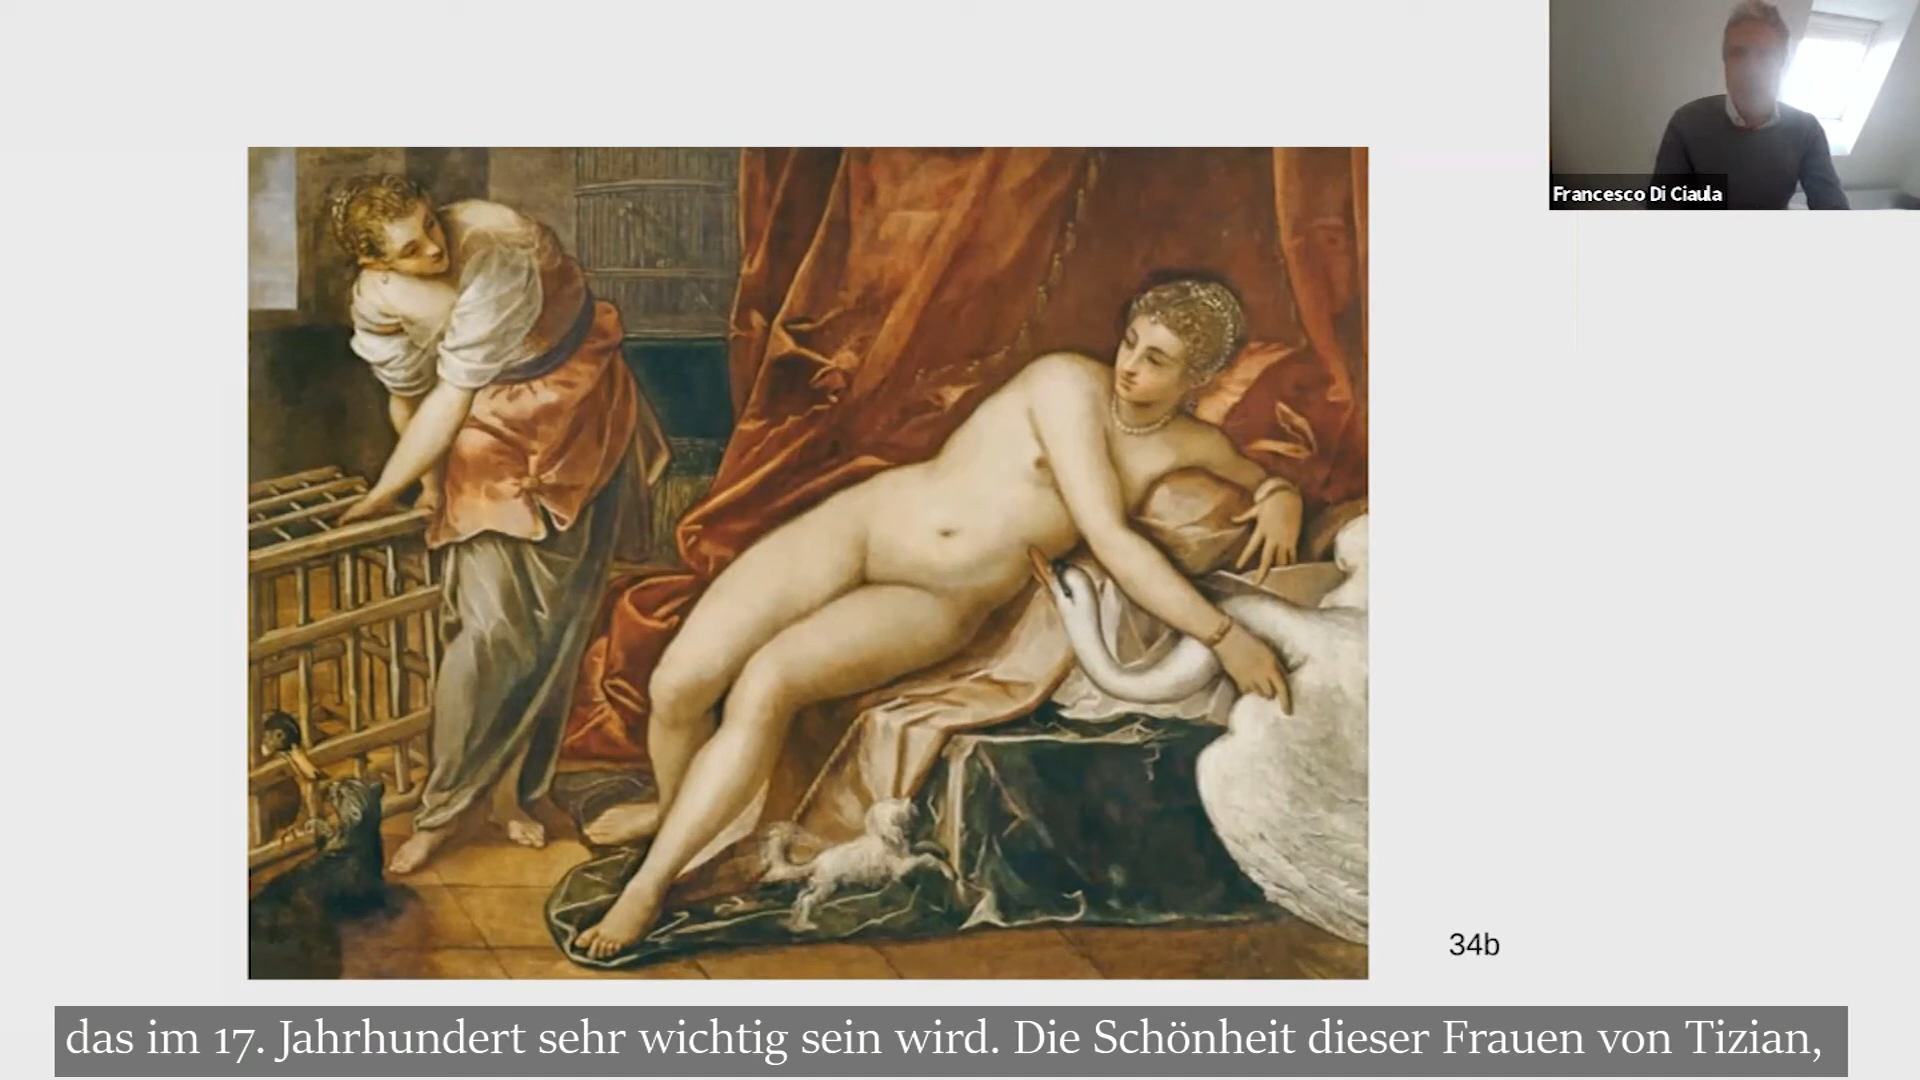 Francesco Di Ciaula
34b
das im 17. Jahrhundert sehr wichtig sein wird. Die Schönheit dieser Frauen von Tizian,